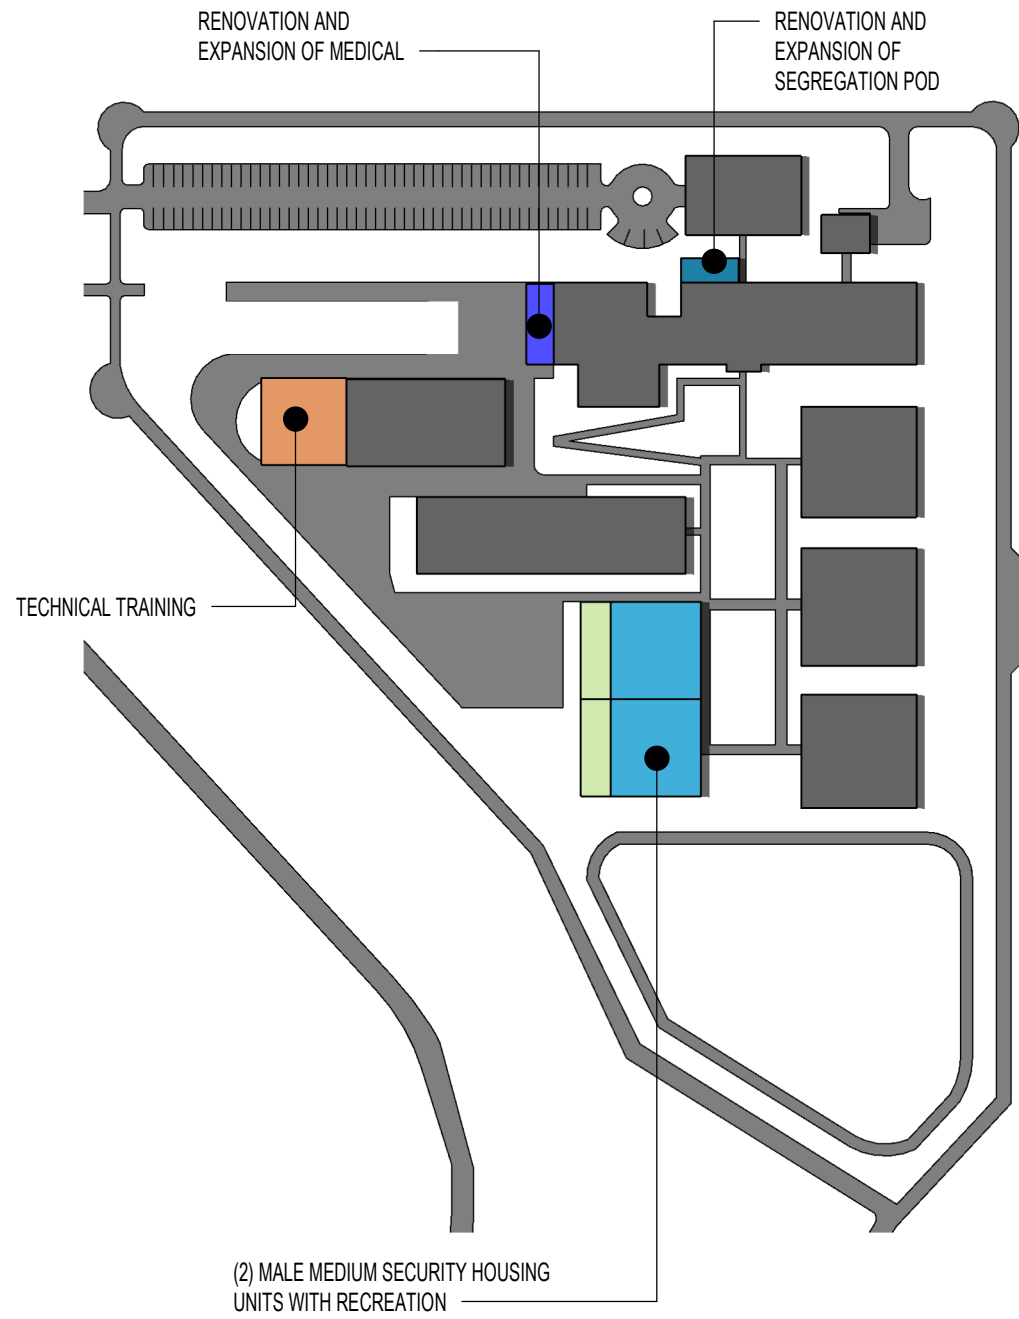 RENOVATION AND
EXPANSION OF MEDICAL
RENOVATION AND
EXPANSION OF
SEGREGATION POD
TECHNICAL TRAINING
(2) MALE MEDIUM SECURITY HOUSING
UNITS WITH RECREATION